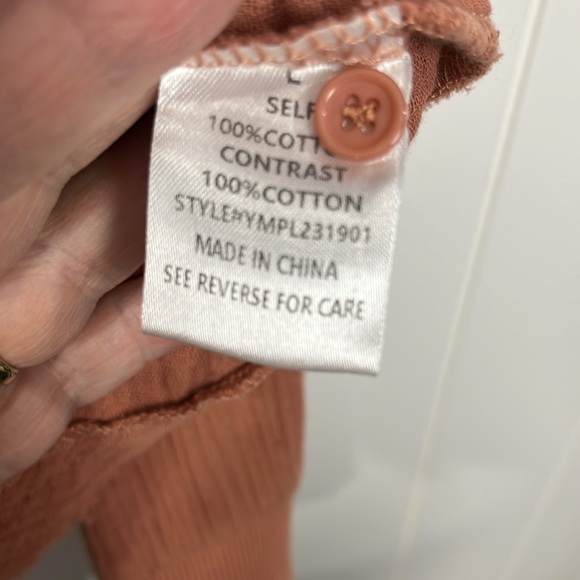 L
SELF
100%COTT
CONTRAST
100%COTTON
STYLE#YMPL231901
MADE IN CHINA
SEE REVERSE FOR CARE